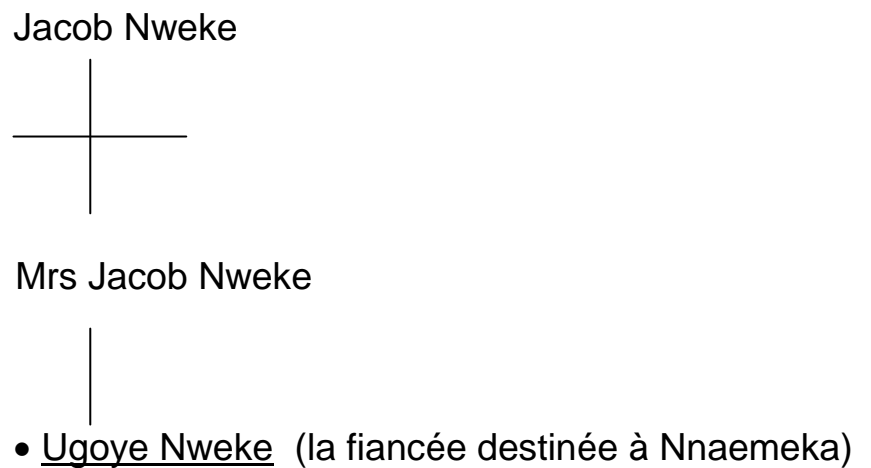 Jacob Nweke
Mrs Jacob Nweke
• Ugoye Nweke (la fiancée destinée à Nnaemeka)